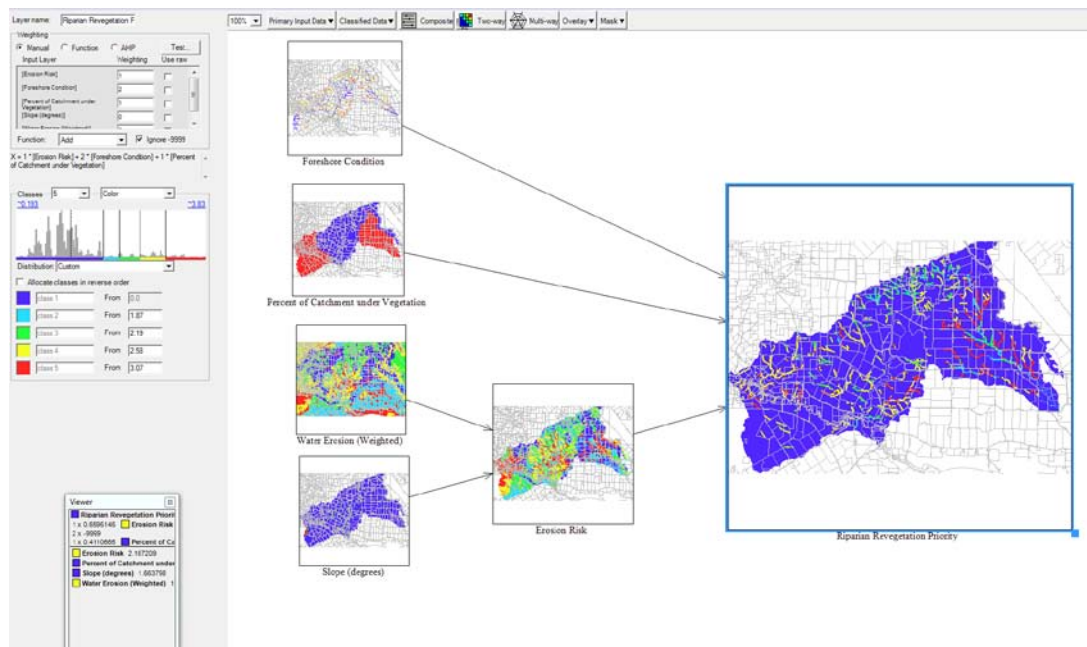 Layer name: Riparian Revegetation F
Weighting
Manual Function AHP Test...
Input Layer Weighting Use raw
[Erosion Risk] 1
[Foreshore Condition] 2
[Percent of Catchment under Vegetation] 1
[Slope (degrees)] 0
Function: Add Ignore -9999
X = 1 * [Erosion Risk] + 2 * [Foreshore Condition] + 1 * [Percent
of Catchment under Vegetation]
Classes 5 Color
~0.193 ~3.83
Distribution: Custom
Allocate classes in reverse order
class 1 From 0.0
class 2 From 1.87
class 3 From 2.19
class 4 From 2.58
class 5 From 3.07
Viewer
Riparian Revegetation Priorit
Erosion Risk
2 x -9999
Percent of Ca
Erosion Risk 2.187209
Percent of Catchment under
Slope (degrees) 1.663798
Water Erosion (Weighted) 1
100% Primary Input Data Classified Data Composite Two-way Multi-way Overlay Mask
Foreshore Condition
Percent of Catchment under Vegetation
Water Erosion (Weighted)
Slope (degrees)
Erosion Risk
Riparian Revegetation Priority